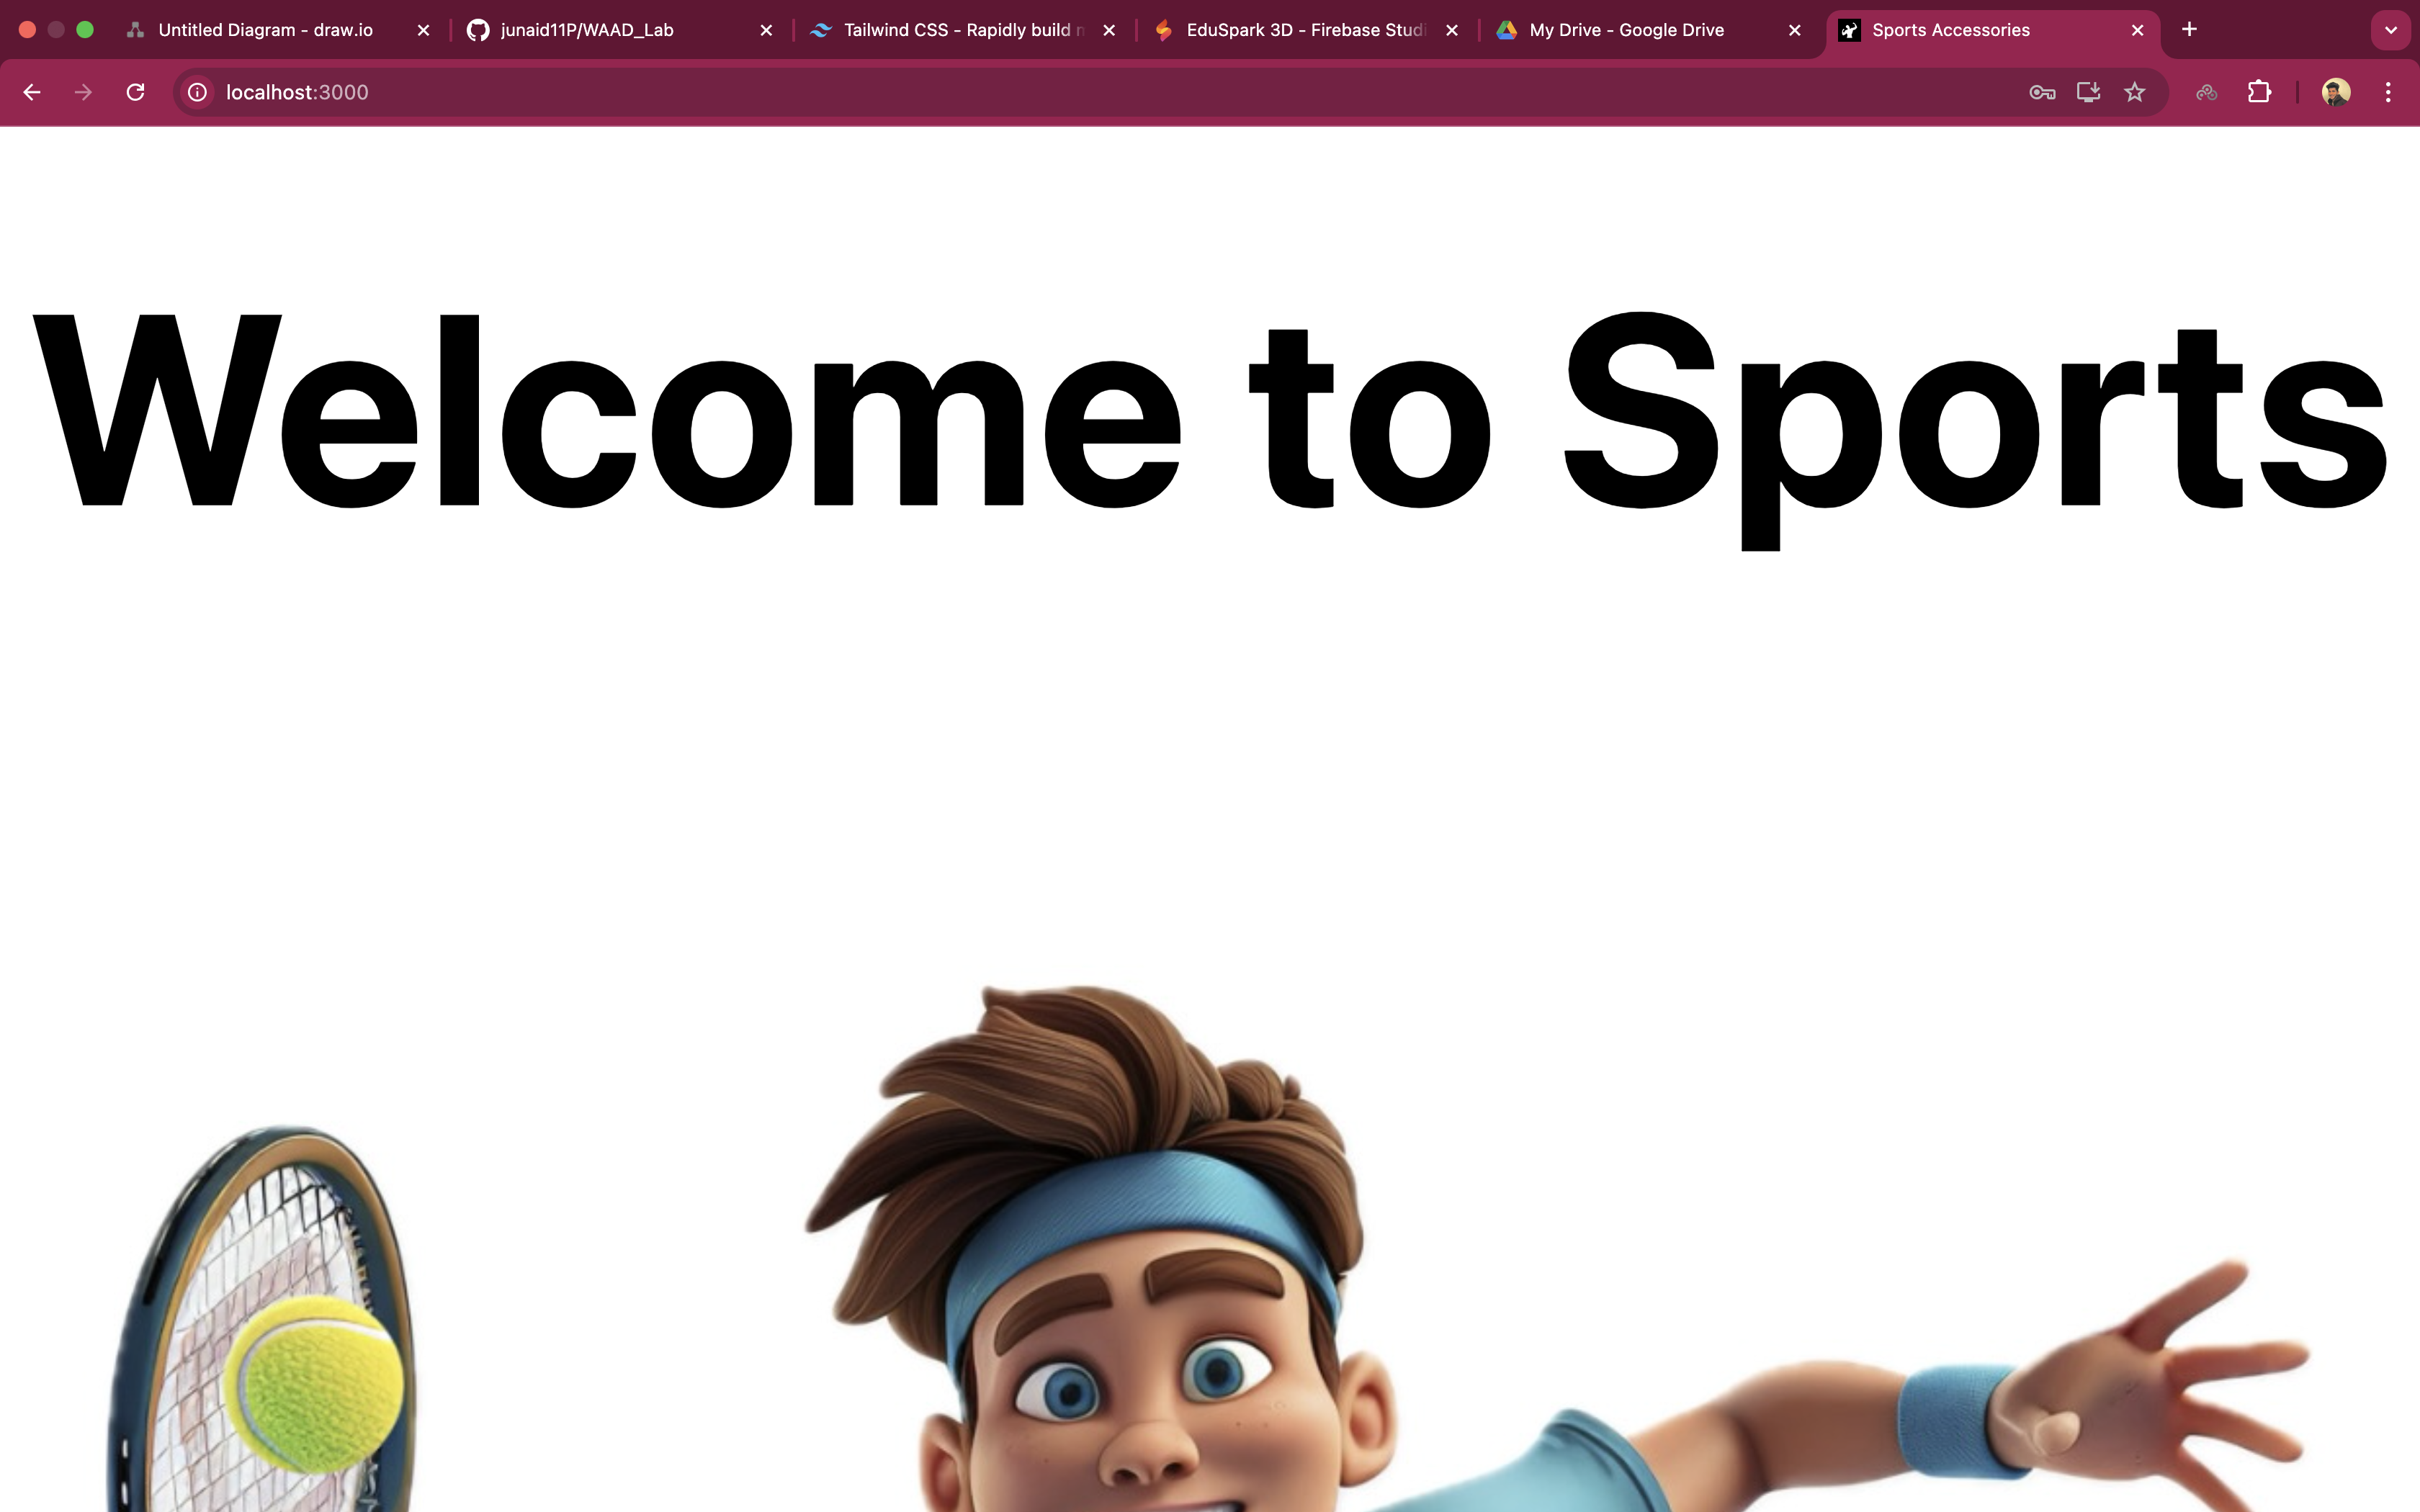 Untitled Diagram - draw.io
junaid11P/WAAD_Lab
Tailwind CSS - Rapidly build
EduSpark 3D - Firebase Studi
My Drive - Google Drive
Sports Accessories
localhost:3000
Welcome to Sports